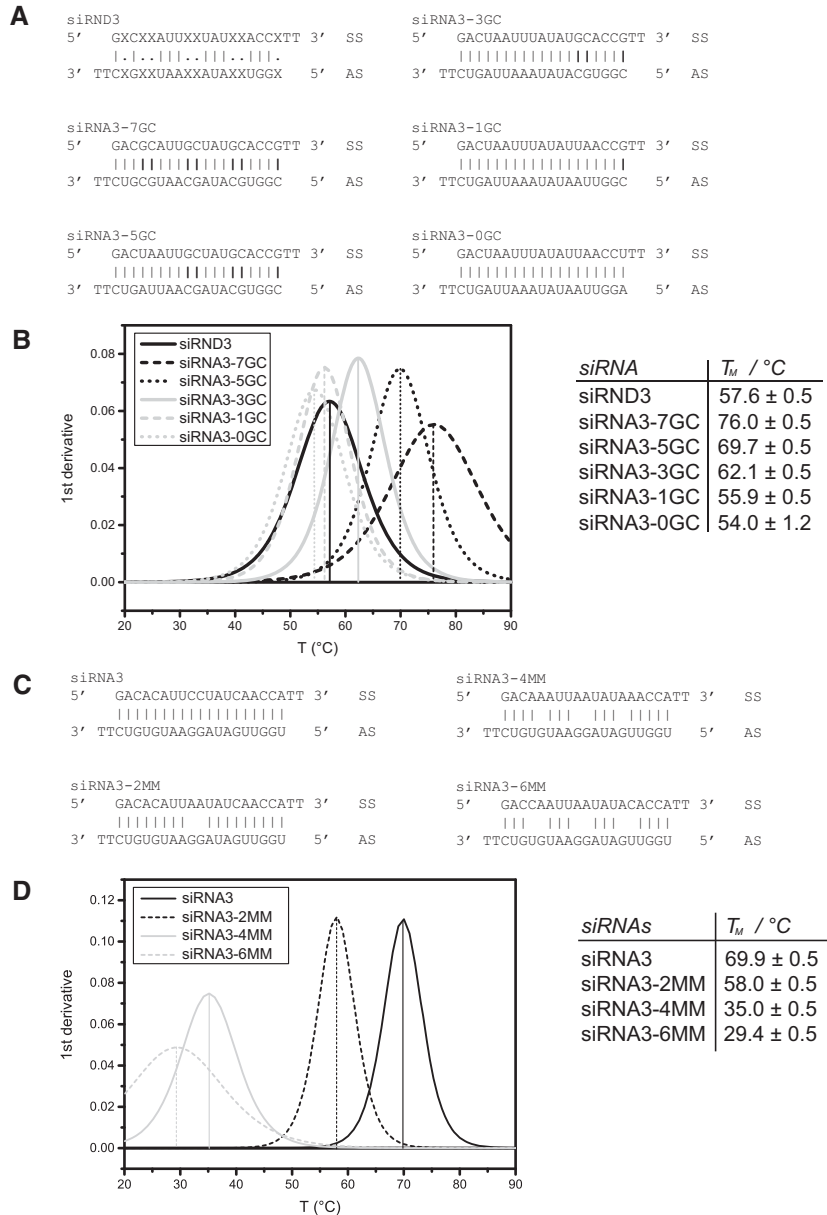 A
siRND3
5' GXCXXAUUXXUAUXXACCXTT 3' SS
|.|..|||..|||..|||.
3' TTCXGXXUAAXXAUAXXUGGX 5' AS
siRNA3-3GC
5' GACUAAUUUAUAUGCACCGTT 3' SS
|||||||||||||||||||
3' TTCUGAUUAAAUAUACGUGGC 5' AS
siRNA3-7GC
5' GACGCAUUGCUAUGCACCGTT 3' SS
|||||||||||||||||||
3' TTCUGCGUAACGAUACGUGGC 5' AS
siRNA3-1GC
5' GACUAAUUUAUAUUAACCGTT 3' SS
|||||||||||||||||||
3' TTCUGAUUAAAUAUAAUUGGC 5' AS
siRNA3-5GC
5' GACUAAUUGCUAUGCACCGTT 3' SS
|||||||||||||||||||
3' TTCUGAUUAACGAUACGUGGC 5' AS
siRNA3-0GC
5' GACUAAUUUAUAUUAACCUTT 3' SS
|||||||||||||||||||
3' TTCUGAUUAAAUAUAAUUGGA 5' AS
B
siRND3
siRNA3-7GC
siRNA3-5GC
siRNA3-3GC
siRNA3-1GC
siRNA3-0GC
0.08
0.06
0.04
0.02
0.00
1st derivative
20 30 40 50 60 70 80 90
T (°C)
siRNA TM / °C
siRND3 57.6 ± 0.5
siRNA3-7GC 76.0 ± 0.5
siRNA3-5GC 69.7 ± 0.5
siRNA3-3GC 62.1 ± 0.5
siRNA3-1GC 55.9 ± 0.5
siRNA3-0GC 54.0 ± 1.2
C
siRNA3
5' GACACAUUCCUAUCAACCATT 3' SS
|||||||||||||||||||
3' TTCUGUGUAAGGAUAGUUGGU 5' AS
siRNA3-4MM
5' GACAAAUUAAUAUAAACCATT 3' SS
|||| ||| ||| |||||
3' TTCUGUGUAAGGAUAGUUGGU 5' AS
siRNA3-2MM
5' GACACAUUAAUAUCAACCATT 3' SS
|||||||| |||||||||
3' TTCUGUGUAAGGAUAGUUGGU 5' AS
siRNA3-6MM
5' GACCAAUUAAUAUACACCATT 3' SS
||| ||| ||| ||||
3' TTCUGUGUAAGGAUAGUUGGU 5' AS
D
siRNA3
siRNA3-2MM
siRNA3-4MM
siRNA3-6MM
0.12
0.10
0.08
0.06
0.04
0.02
0.00
1st derivative
20 30 40 50 60 70 80 90
T (°C)
siRNAs TM / °C
siRNA3 69.9 ± 0.5
siRNA3-2MM 58.0 ± 0.5
siRNA3-4MM 35.0 ± 0.5
siRNA3-6MM 29.4 ± 0.5